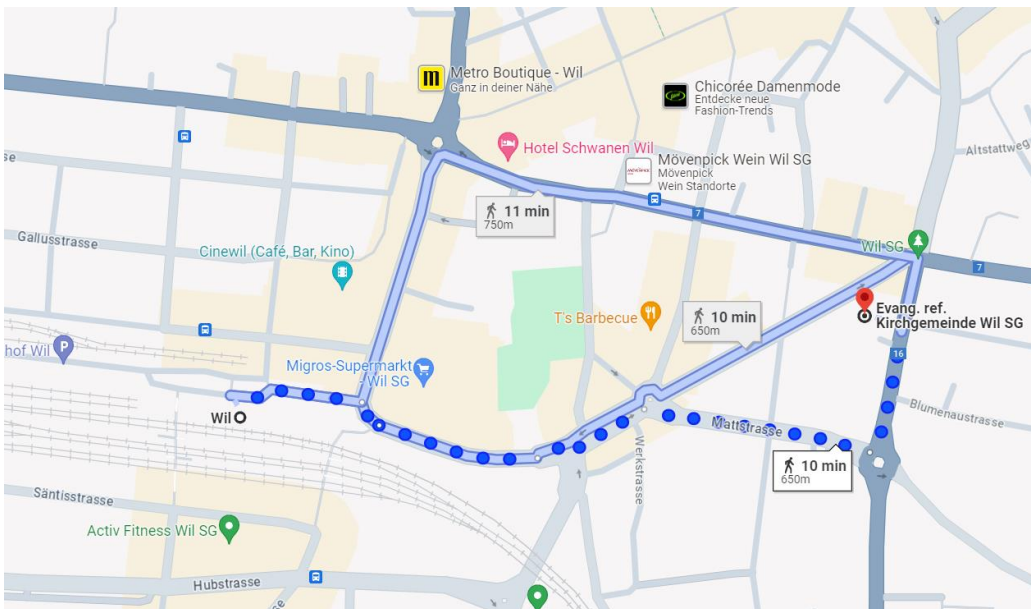 M
Metro Boutique - Wil
Ganz in deiner Nähe
Chicorée Damenmode
Entdecke neue
Fashion-Trends
Hotel Schwanen Wil
Mövenpick Wein Wil SG
Mövenpick
Wein Standorte
Altstattweg
se
11 min
750m
7
Gallusstrasse
Cinewil (Café, Bar, Kino)
Wil SG
7
T's Barbecue
10 min
650m
Evang. ref.
Kirchgemeinde Wil SG
hof Wil
P
Migros-Supermarkt
- Wil SG
16
Wil
Blumenaustrasse
Mattstrasse
Werkstrasse
10 min
650m
Säntisstrasse
Activ Fitness Wil SG
Hubstrasse
se